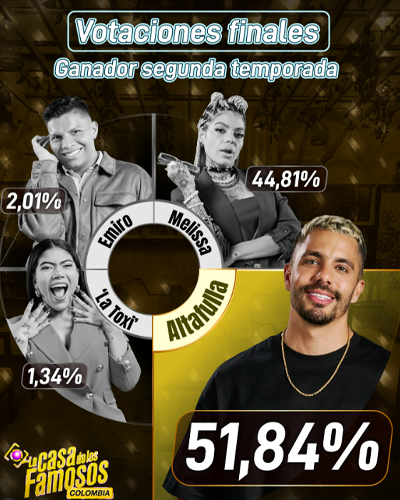 Votaciones finales
Ganador segunda temporada
44,81%
2,01%
Emiro
Melissa
'La Toxi'
Altafulla
1,34%
51,84%
La
casa de los
Famosos
COLOMBIA